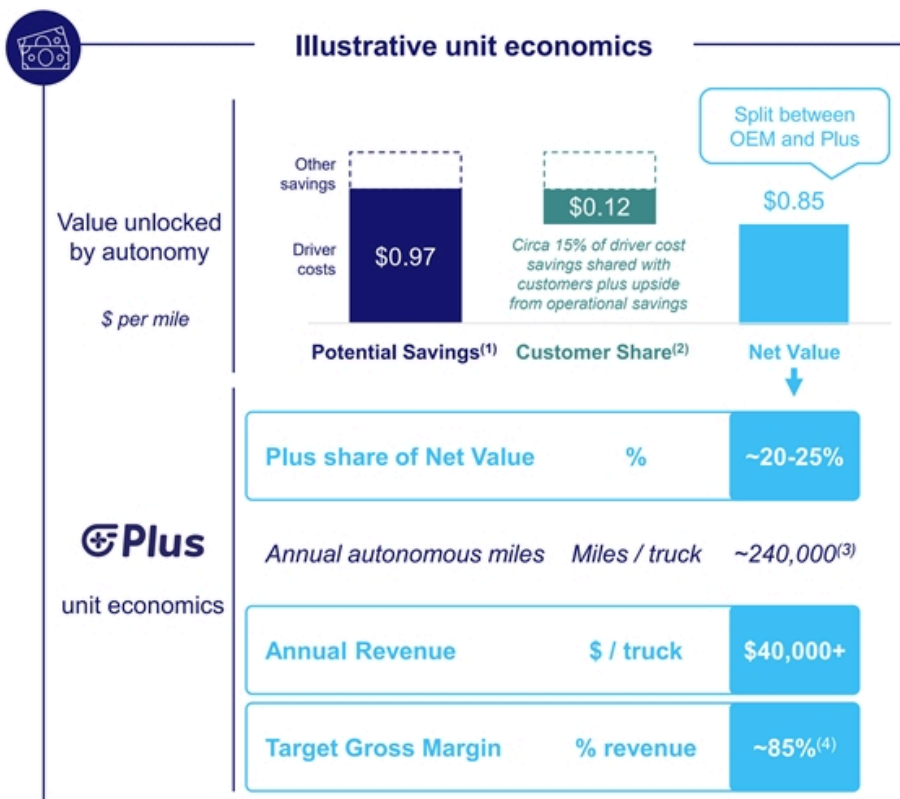 Illustrative unit economics
Split between
OEM and Plus
Value unlocked
by autonomy
$ per mile
Other
savings
Driver
costs
$0.97
$0.12
Circa 15% of driver cost
savings shared with
customers plus upside
from operational savings
$0.85
Potential Savings(1)
Customer Share(2)
Net Value
Plus
unit economics
Plus share of Net Value % ~20-25%
Annual autonomous miles Miles / truck ~240,000(3)
Annual Revenue $ / truck $40,000+
Target Gross Margin % revenue ~85%(4)